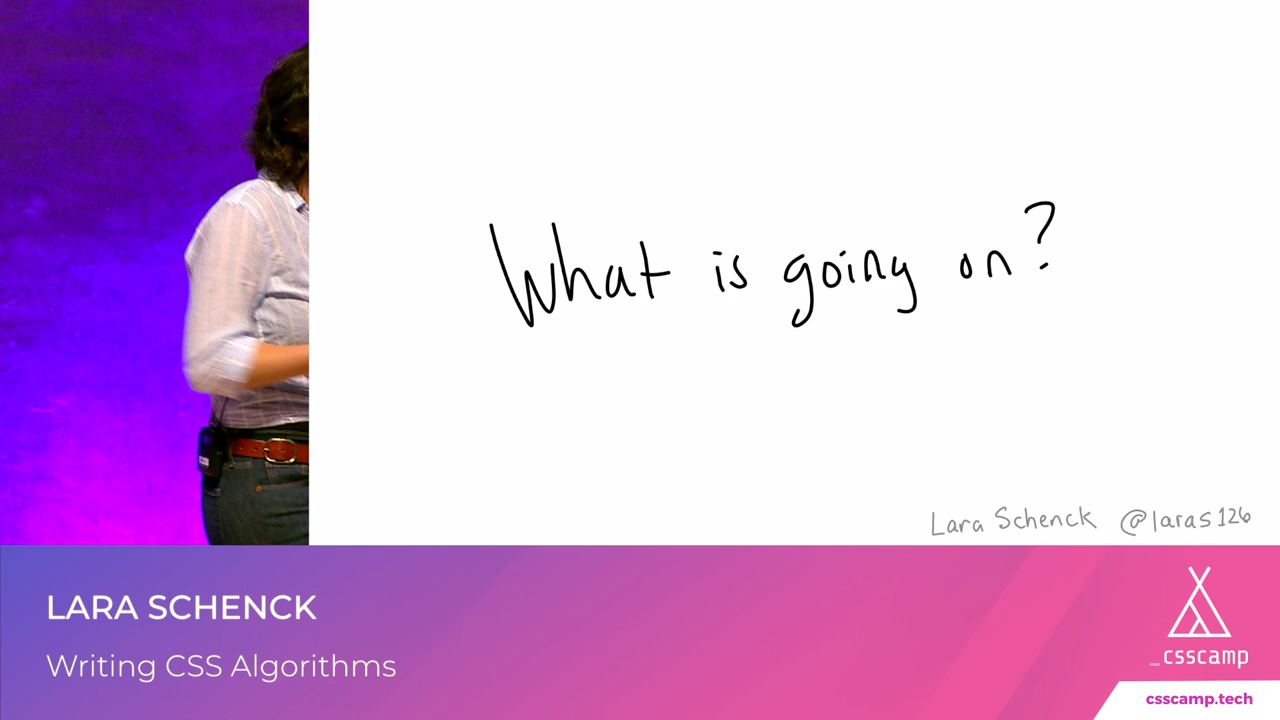 What is going on?
Lara Schenck @laras126
LARA SCHENCK
Writing CSS Algorithms
_csscamp
csscamp.tech